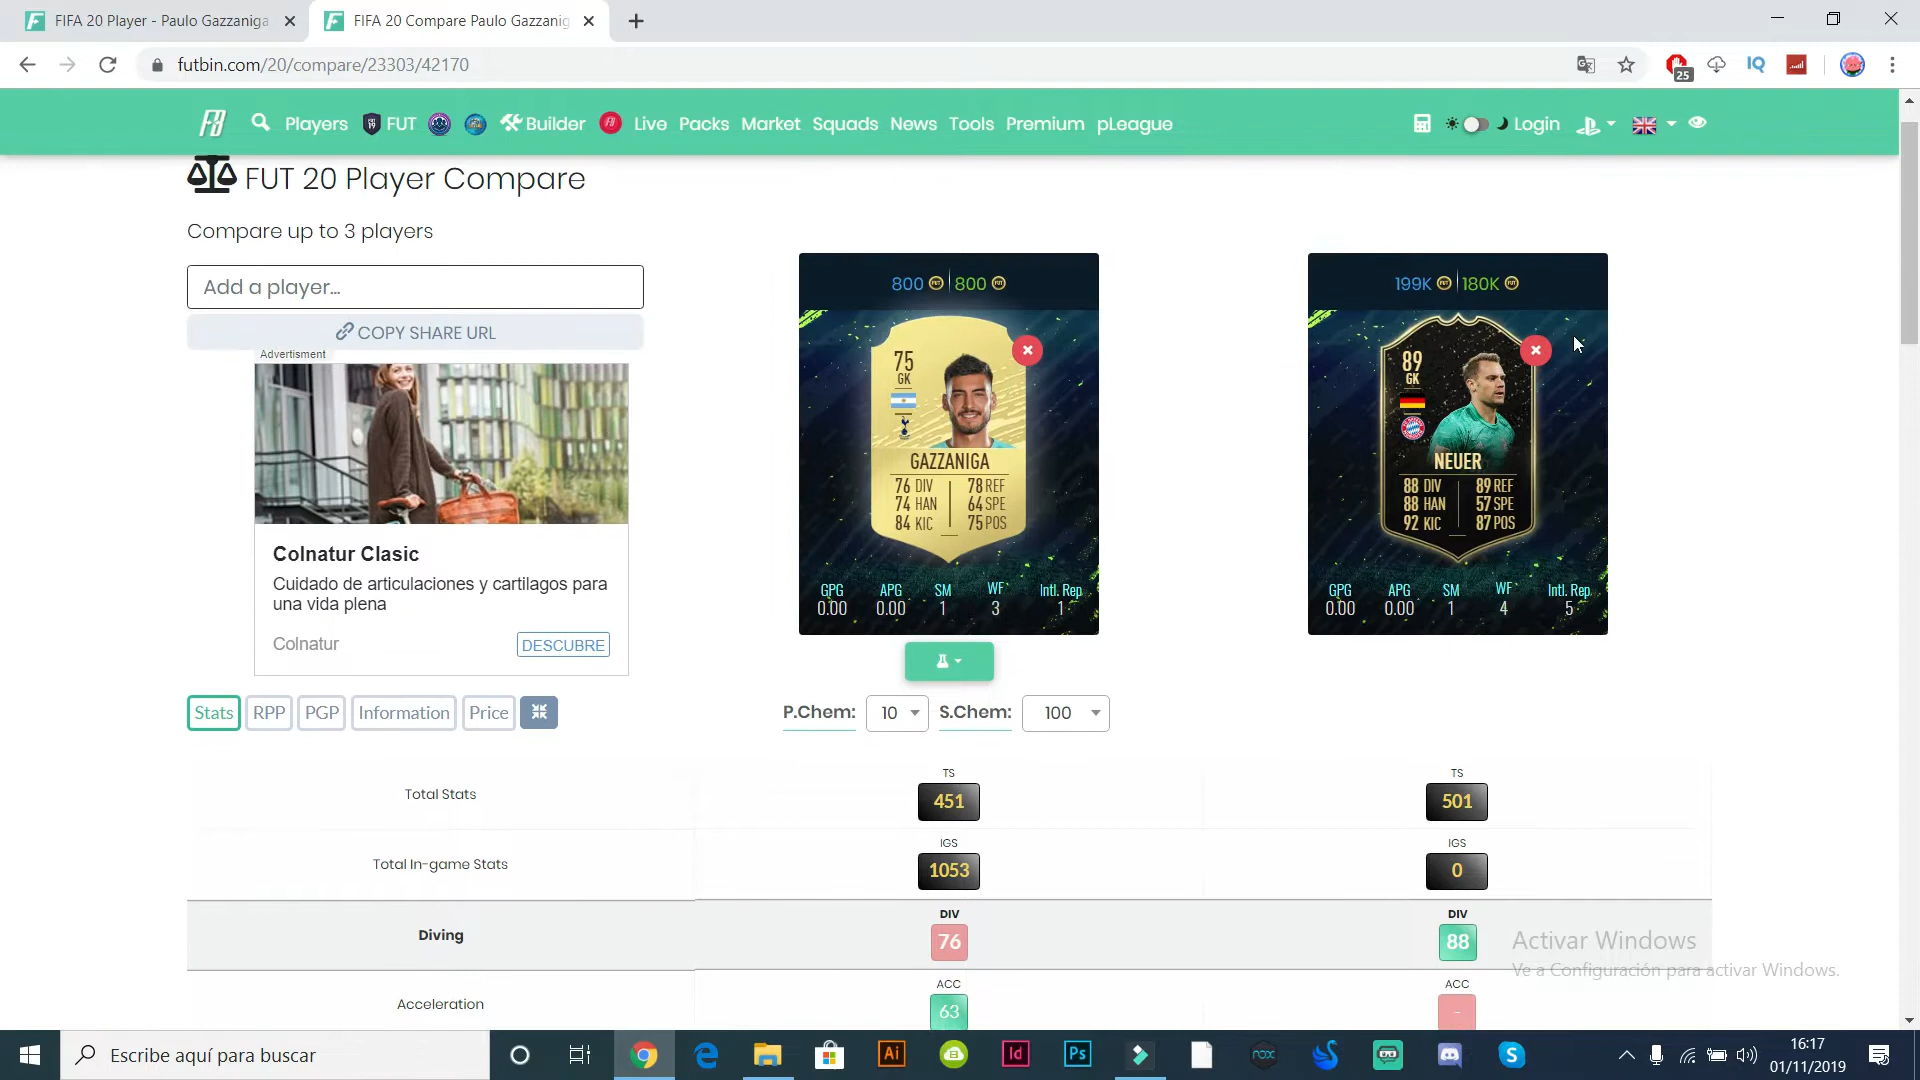 FIFA 20 Player - Paulo Gazzaniga
FIFA 20 Compare Paulo Gazzanig
futbin.com/20/compare/23303/42170
25
IQ
Players FUT Builder Live Packs Market Squads News Tools Premium pLeague
Login
FUT 20 Player Compare
Compare up to 3 players
Add a player...
COPY SHARE URL
Advertisment
Colnatur Clasic
Cuidado de articulaciones y cartilagos para
una vida plena
Colnatur
DESCUBRE
800 800
75
GK
GAZZANIGA
76 DIV 78 REF
74 HAN 64 SPE
84 KIC 75 POS
GPG APG SM WF Intl. Rep
0.00 0.00 1 3 1
199K 180K
89
GK
NEUER
88 DIV 89 REF
88 HAN 57 SPE
92 KIC 87 POS
GPG APG SM WF Intl. Rep
0.00 0.00 1 4 5
Stats RPP PGP Information Price
P.Chem: 10 S.Chem: 100
TS TS
Total Stats 451 501
IGS IGS
Total In-game Stats 1053 0
DIV DIV
Diving 76 88
ACC ACC
Acceleration 63 -
Activar Windows
Ve a Configuración para activar Windows.
Escribe aquí para buscar
Ai
Id
Ps
nox
16:17
01/11/2019